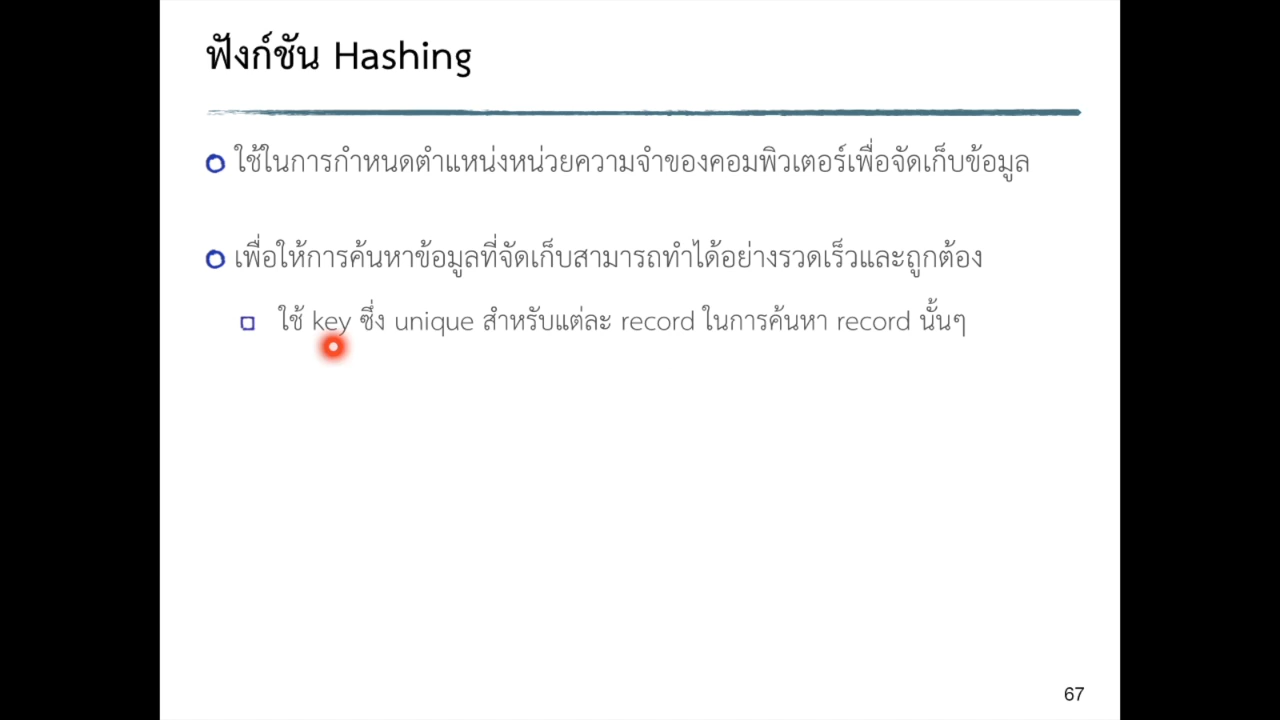 ฟังก์ชัน Hashing
ใช้ในการกำหนดตำแหน่งหน่วยความจำของคอมพิวเตอร์เพื่อจัดเก็บข้อมูล
เพื่อให้การค้นหาข้อมูลที่จัดเก็บสามารถทำได้อย่างรวดเร็วและถูกต้อง
ใช้ key ซึ่ง unique สำหรับแต่ละ record ในการค้นหา record นั้นๆ
67